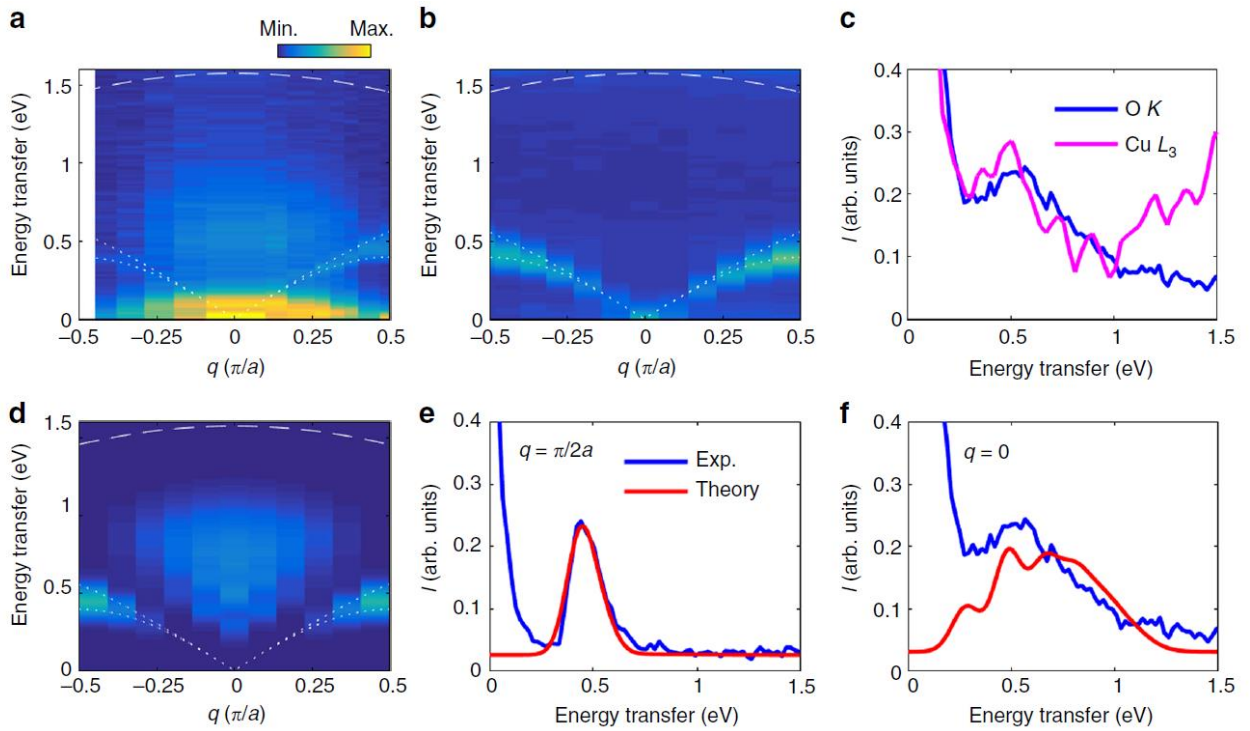 a
Min. Max.
Energy transfer (eV)
1.5
1
0.5
0
−0.5 −0.25 0 0.25 0.5
q (π/a)
b
Energy transfer (eV)
1.5
1
0.5
0
−0.5 −0.25 0 0.25 0.5
q (π/a)
c
I (arb. units)
0.4
0.3
0.2
0.1
0
O K
Cu L3
0 0.5 1 1.5
Energy transfer (eV)
d
Energy transfer (eV)
1.5
1
0.5
0
−0.5 −0.25 0 0.25 0.5
q (π/a)
e
I (arb. units)
0.4
0.3
0.2
0.1
0
q = π/2a
Exp.
Theory
0 0.5 1 1.5
Energy transfer (eV)
f
I (arb. units)
0.4
0.3
0.2
0.1
0
q = 0
0 0.5 1 1.5
Energy transfer (eV)